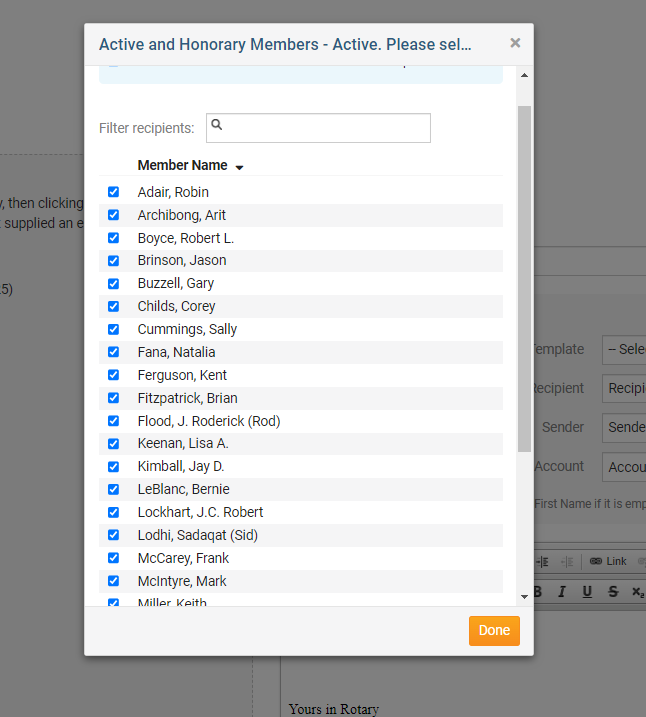 Active and Honorary Members - Active. Please sel...
×
Filter recipients:
Member Name
Adair, Robin
Archibong, Arit
Boyce, Robert L.
Brinson, Jason
Buzzell, Gary
Childs, Corey
Cummings, Sally
Fana, Natalia
Ferguson, Kent
Fitzpatrick, Brian
Flood, J. Roderick (Rod)
Keenan, Lisa A.
Kimball, Jay D.
LeBlanc, Bernie
Lockhart, J.C. Robert
Lodhi, Sadaqat (Sid)
McCarey, Frank
McIntyre, Mark
Miller, Keith
Done
, then clicking
supplied an e
5)
emplate
-- Sele
ecipient
Recipi
Sender
Sende
Account
Accou
First Name if it is emp
Link
B I U S x₂
Yours in Rotary